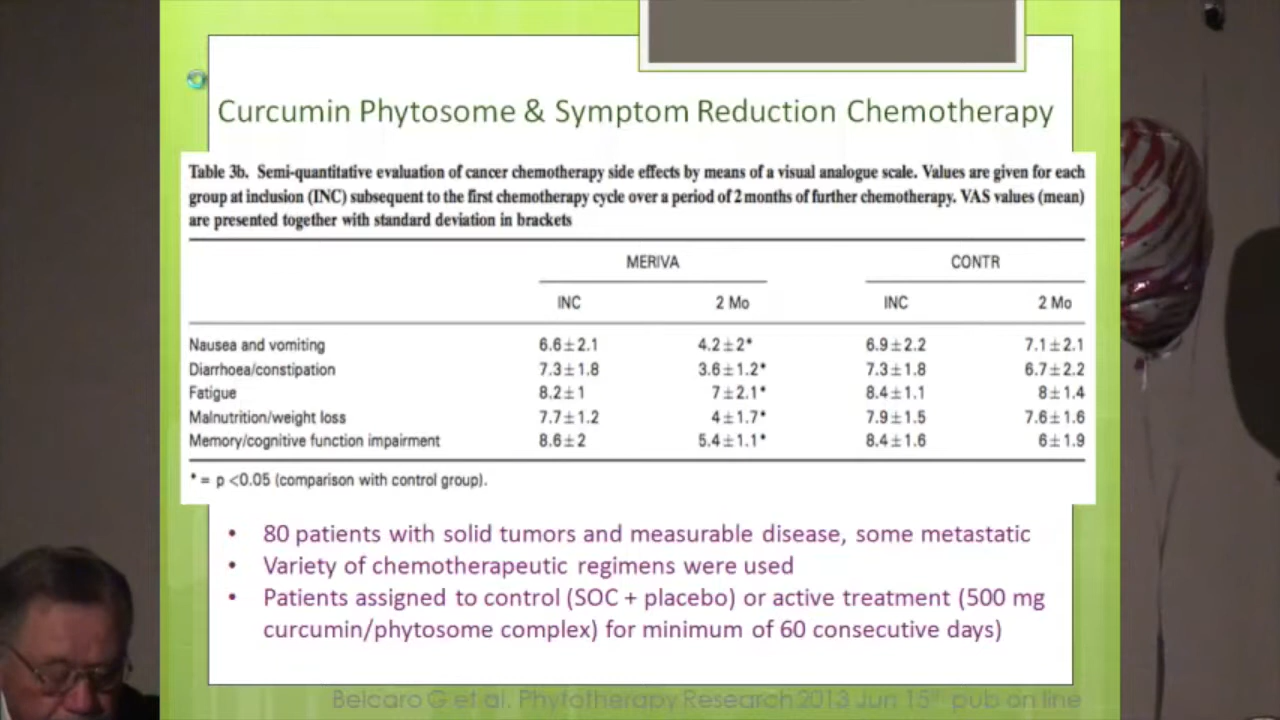 Curcumin Phytosome & Symptom Reduction Chemotherapy
Table 3b. Semi-quantitative evaluation of cancer chemotherapy side effects by means of a visual analogue scale. Values are given for each
group at inclusion (INC) subsequent to the first chemotherapy cycle over a period of 2 months of further chemotherapy. VAS values (mean)
are presented together with standard deviation in brackets
MERIVA CONTR
INC 2 Mo INC 2 Mo
Nausea and vomiting 6.6±2.1 4.2±2* 6.9±2.2 7.1±2.1
Diarrhoea/constipation 7.3±1.8 3.6±1.2* 7.3±1.8 6.7±2.2
Fatigue 8.2±1 7±2.1* 8.4±1.1 8±1.4
Malnutrition/weight loss 7.7±1.2 4±1.7* 7.9±1.5 7.6±1.6
Memory/cognitive function impairment 8.6±2 5.4±1.1* 8.4±1.6 6±1.9
* = p <0.05 (comparison with control group).
• 80 patients with solid tumors and measurable disease, some metastatic
• Variety of chemotherapeutic regimens were used
• Patients assigned to control (SOC + placebo) or active treatment (500 mg
curcumin/phytosome complex) for minimum of 60 consecutive days)
Belcaro G et al. Phytotherapy Research 2013 Jun 15th pub on line